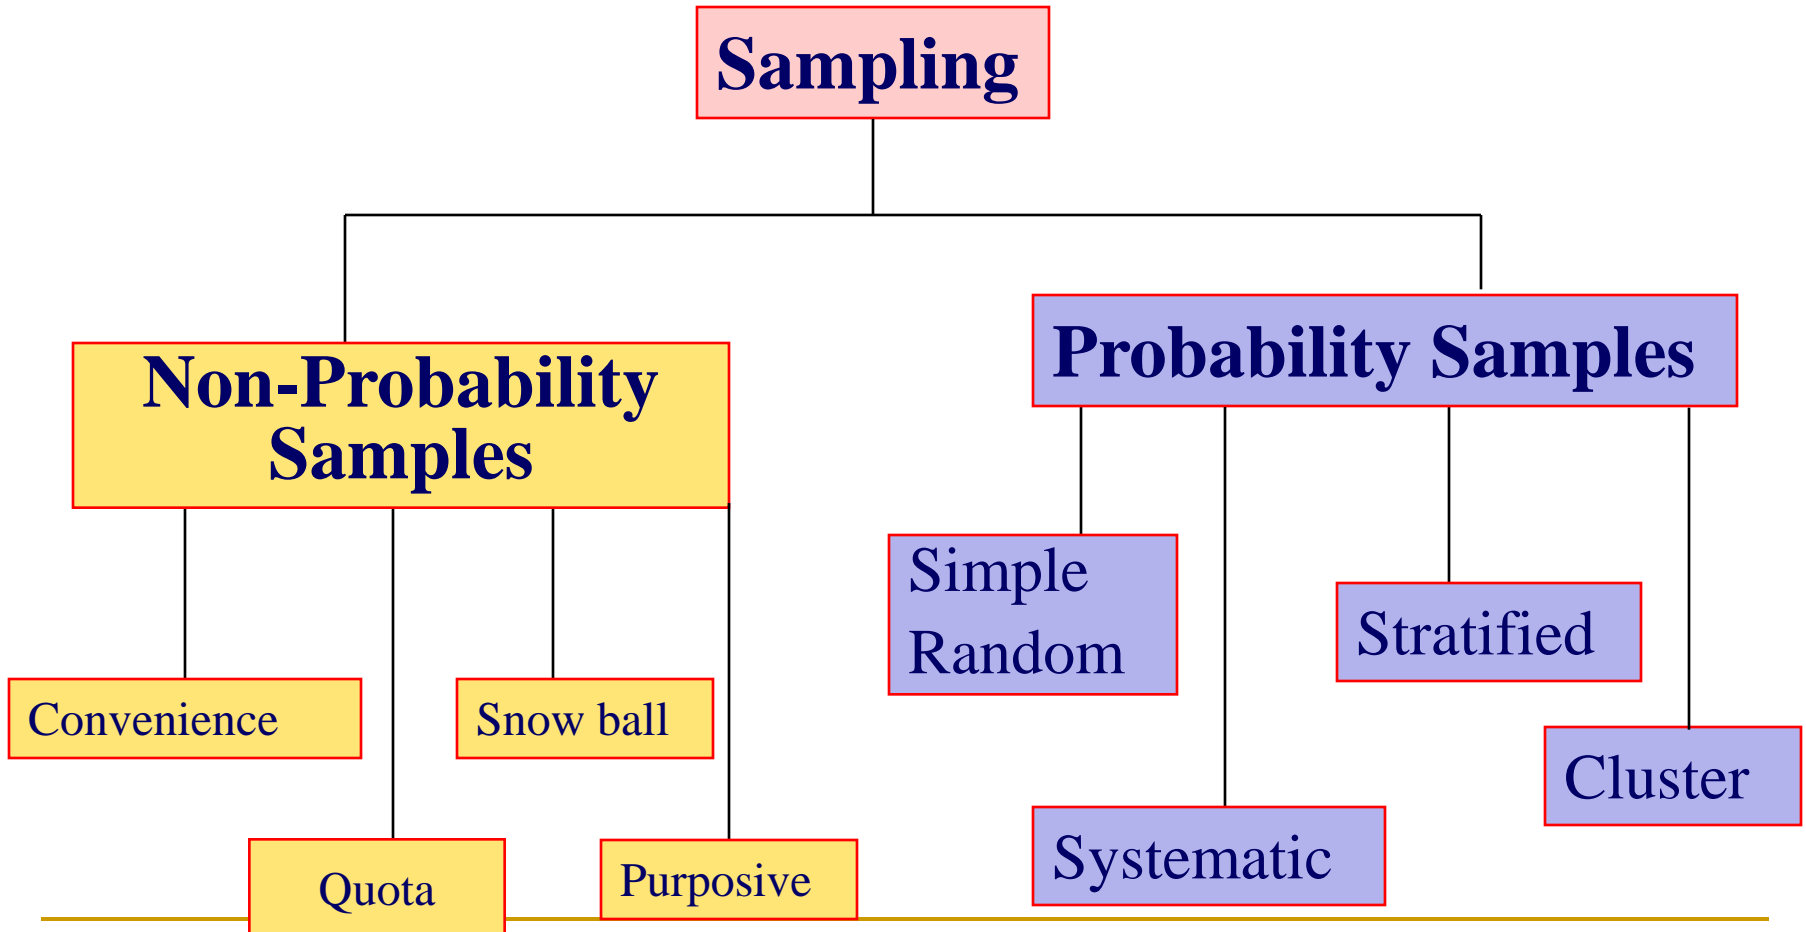 Sampling
Non-Probability
Samples
Probability Samples
Simple
Random
Stratified
Convenience
Snow ball
Cluster
Quota
Purposive
Systematic